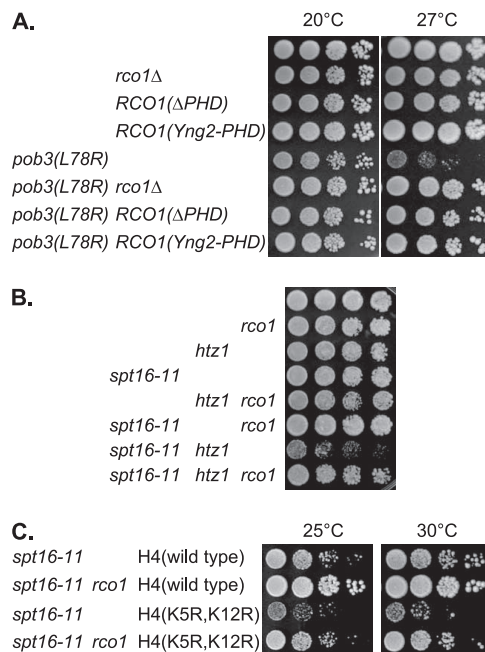 A.
20°C 27°C
rco1Δ
RCO1(ΔPHD)
RCO1(Yng2-PHD)
pob3(L78R)
pob3(L78R) rco1Δ
pob3(L78R) RCO1(ΔPHD)
pob3(L78R) RCO1(Yng2-PHD)
B.
rco1
htz1
spt16-11
htz1 rco1
spt16-11 rco1
spt16-11 htz1
spt16-11 htz1 rco1
C.
25°C 30°C
spt16-11 H4(wild type)
spt16-11 rco1 H4(wild type)
spt16-11 H4(K5R,K12R)
spt16-11 rco1 H4(K5R,K12R)